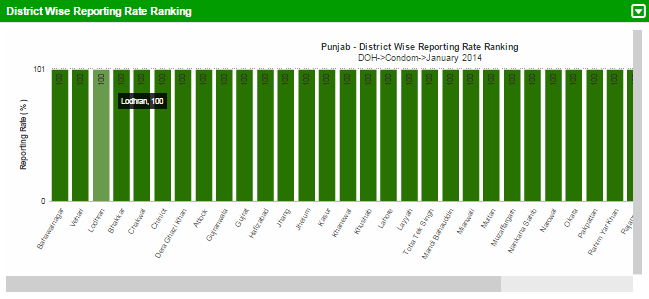 District Wise Reporting Rate Ranking
Punjab - District Wise Reporting Rate Ranking
DOH->Condom->January 2014
101
100 100 100 100 100 100 100 100 100 100 100 100 100 100 100 100 100 100 100 100 100 100 100 100 100 100 100 100
Lodhran, 100
Reporting Rate ( % )
0
Bahawalnagar
Vehari
Lodhran
Bhakkar
Chakwal
Chiniot
Dera Ghazi Khan
Attock
Gujranwala
Gujrat
Hafizabad
Jhang
Jhelum
Kasur
Khanewal
Khushab
Lahore
Layyah
Toba Tek Singh
Mandi Bahauddin
Mianwali
Multan
Muzaffargarh
Nankana Sahib
Narowal
Okara
Pakpattan
Rahim Yar Khan